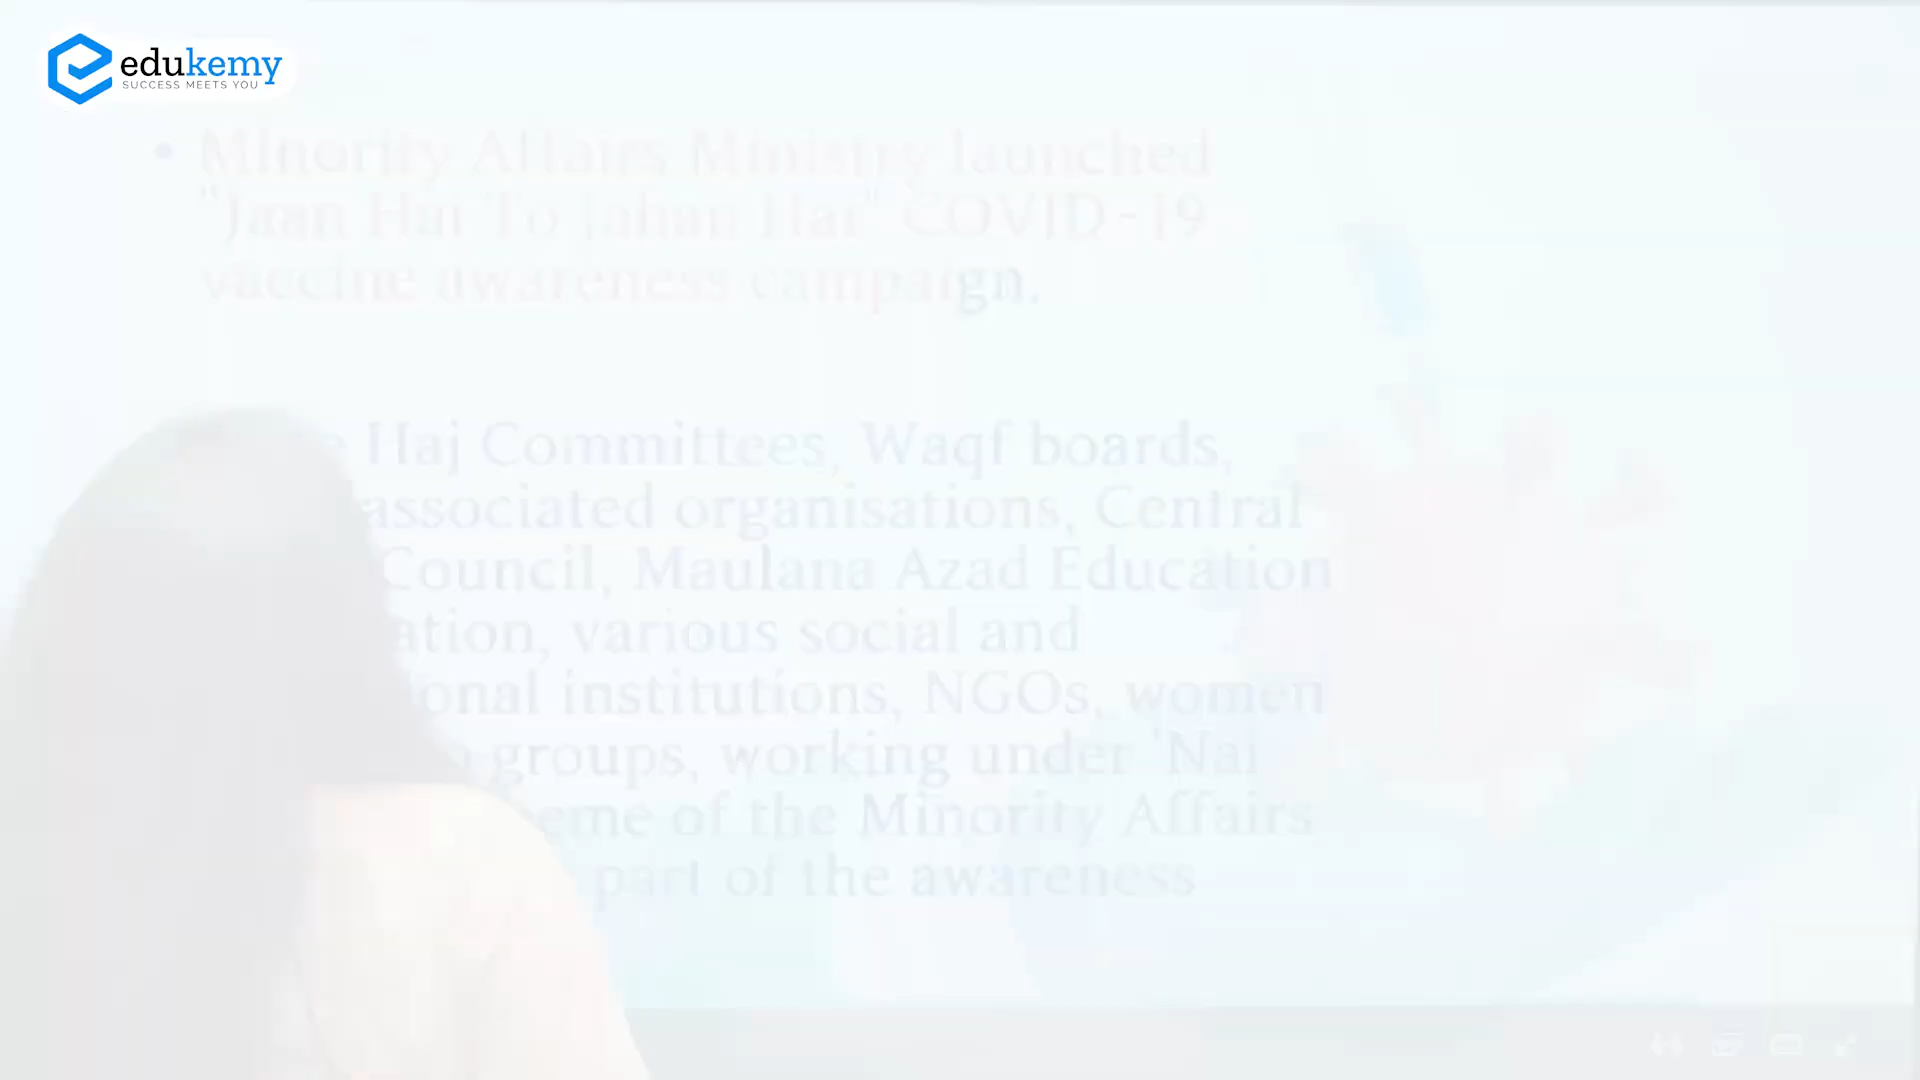 edukemy
SUCCESS MEETS YOU
• Minority Affairs Ministry launched
"Jaan Hai To Jahan Hai" COVID-19
vaccine awareness campaign.
Haj Committees, Waqf boards,
associated organisations, Central
Council, Maulana Azad Education
ation, various social and
onal institutions, NGOs, women
groups, working under 'Nai
eme of the Minority Affairs
part of the awareness